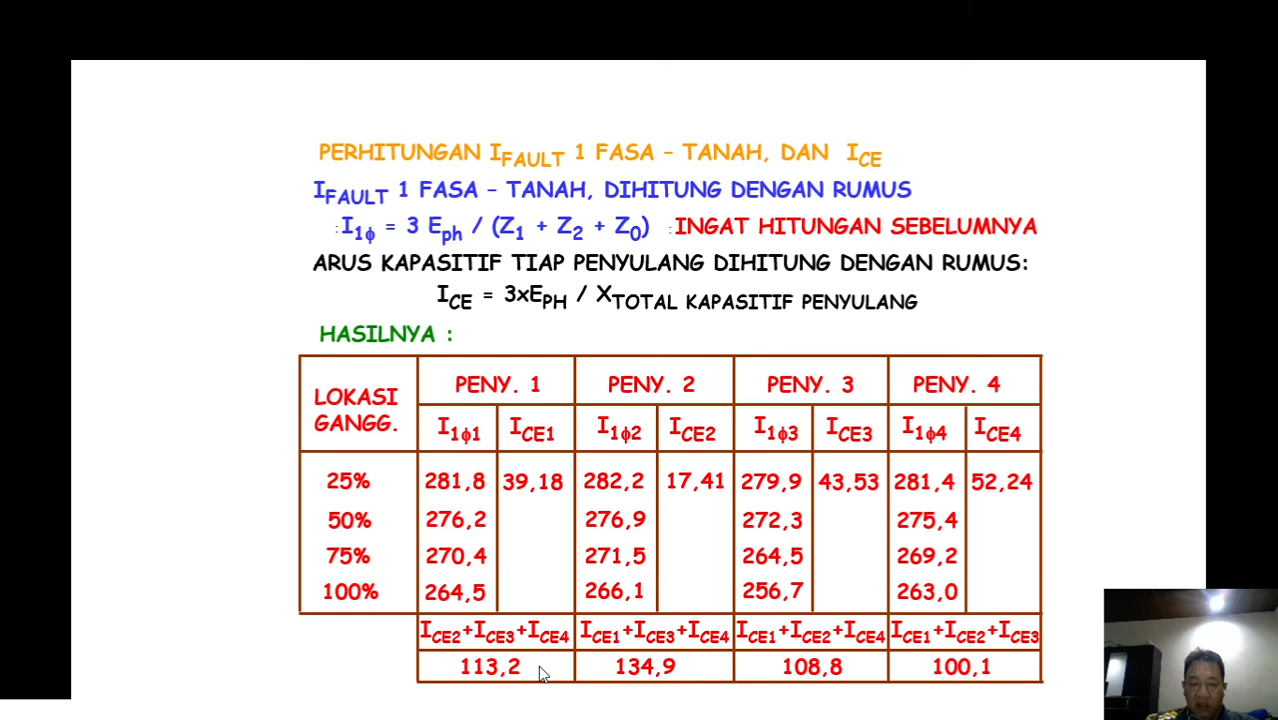 PERHITUNGAN IFAULT 1 FASA – TANAH, DAN ICE
IFAULT 1 FASA – TANAH, DIHITUNG DENGAN RUMUS
:I1ϕ = 3 Eph / (Z1 + Z2 + Z0) :INGAT HITUNGAN SEBELUMNYA
ARUS KAPASITIF TIAP PENYULANG DIHITUNG DENGAN RUMUS:
ICE = 3xEPH / XTOTAL KAPASITIF PENYULANG
HASILNYA :
LOKASI GANGG. PENY. 1 PENY. 2 PENY. 3 PENY. 4
I1ϕ1 ICE1 I1ϕ2 ICE2 I1ϕ3 ICE3 I1ϕ4 ICE4
25% 281,8 39,18 282,2 17,41 279,9 43,53 281,4 52,24
50% 276,2 276,9 272,3 275,4
75% 270,4 271,5 264,5 269,2
100% 264,5 266,1 256,7 263,0
ICE2+ICE3+ICE4 ICE1+ICE3+ICE4 ICE1+ICE2+ICE4 ICE1+ICE2+ICE3
113,2 134,9 108,8 100,1